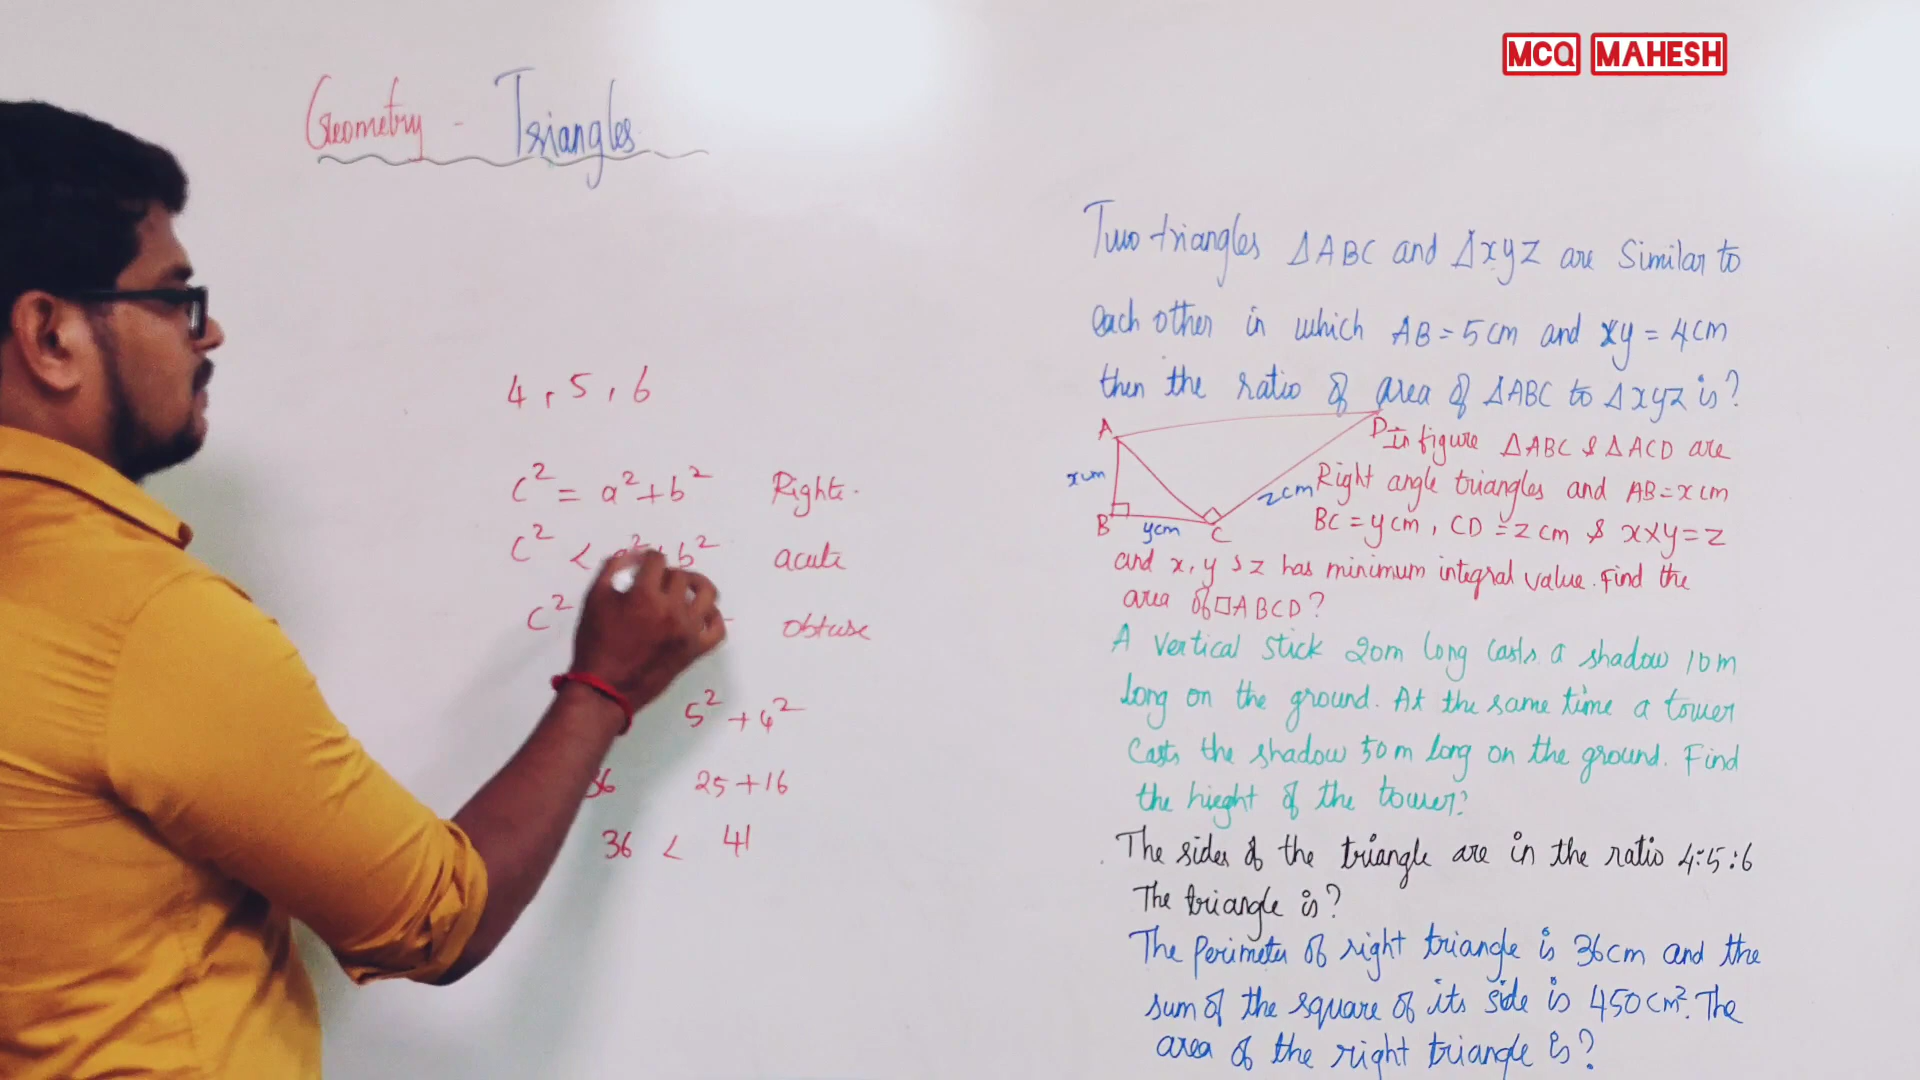 MCQ MAHESH
Geometry - Triangles
4, 5, 6
c² = a²+b² Right.
c² < a²+b² acute
c² obtuse
5²+4²
36 25+16
36 < 41
Two triangles ΔABC and Δxyz are Similar to
each other in which AB=5cm and xy=4cm
then the ratio of area of ΔABC to Δxyz is?
A
D
xcm
B
ycm
C
zcm
In figure ΔABC & ΔACD are
Right angle triangles and AB=xcm
BC=ycm, CD=zcm & x×y=z
and x,y & z has minimum integral value. Find the
area of □ABCD?
A vertical stick 20m long casts a shadow 10m
long on the ground. At the same time a tower
Casts the shadow 50m long on the ground. Find
the hieght of the tower?
The sides of the triangle are in the ratio 4:5:6
The triangle is?
The Perimeter of right triangle is 36cm and the
sum of the square of its side is 450cm². The
area of the right triangle is?